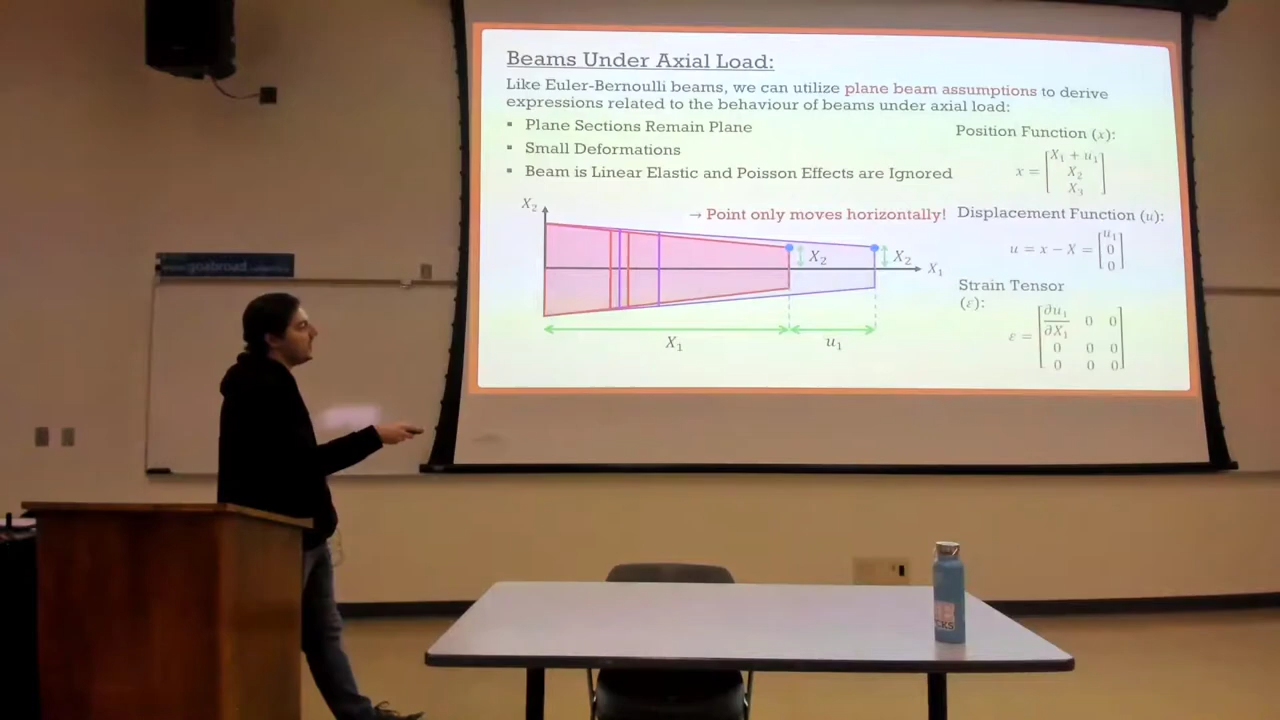 Beams Under Axial Load:
Like Euler-Bernoulli beams, we can utilize plane beam assumptions to derive
expressions related to the behaviour of beams under axial load:
▪ Plane Sections Remain Plane
▪ Small Deformations
▪ Beam is Linear Elastic and Poisson Effects are Ignored
Position Function (x):
x = [X₁ + u₁
X₂
X₃]
→ Point only moves horizontally!
Displacement Function (u):
u = x − X = [u₁
0
0]
Strain Tensor
(ε):
ε = [∂u₁/∂X₁ 0 0
0 0 0
0 0 0]
X₂
X₂
X₂
X₁
X₁
u₁
goabroad
CKS